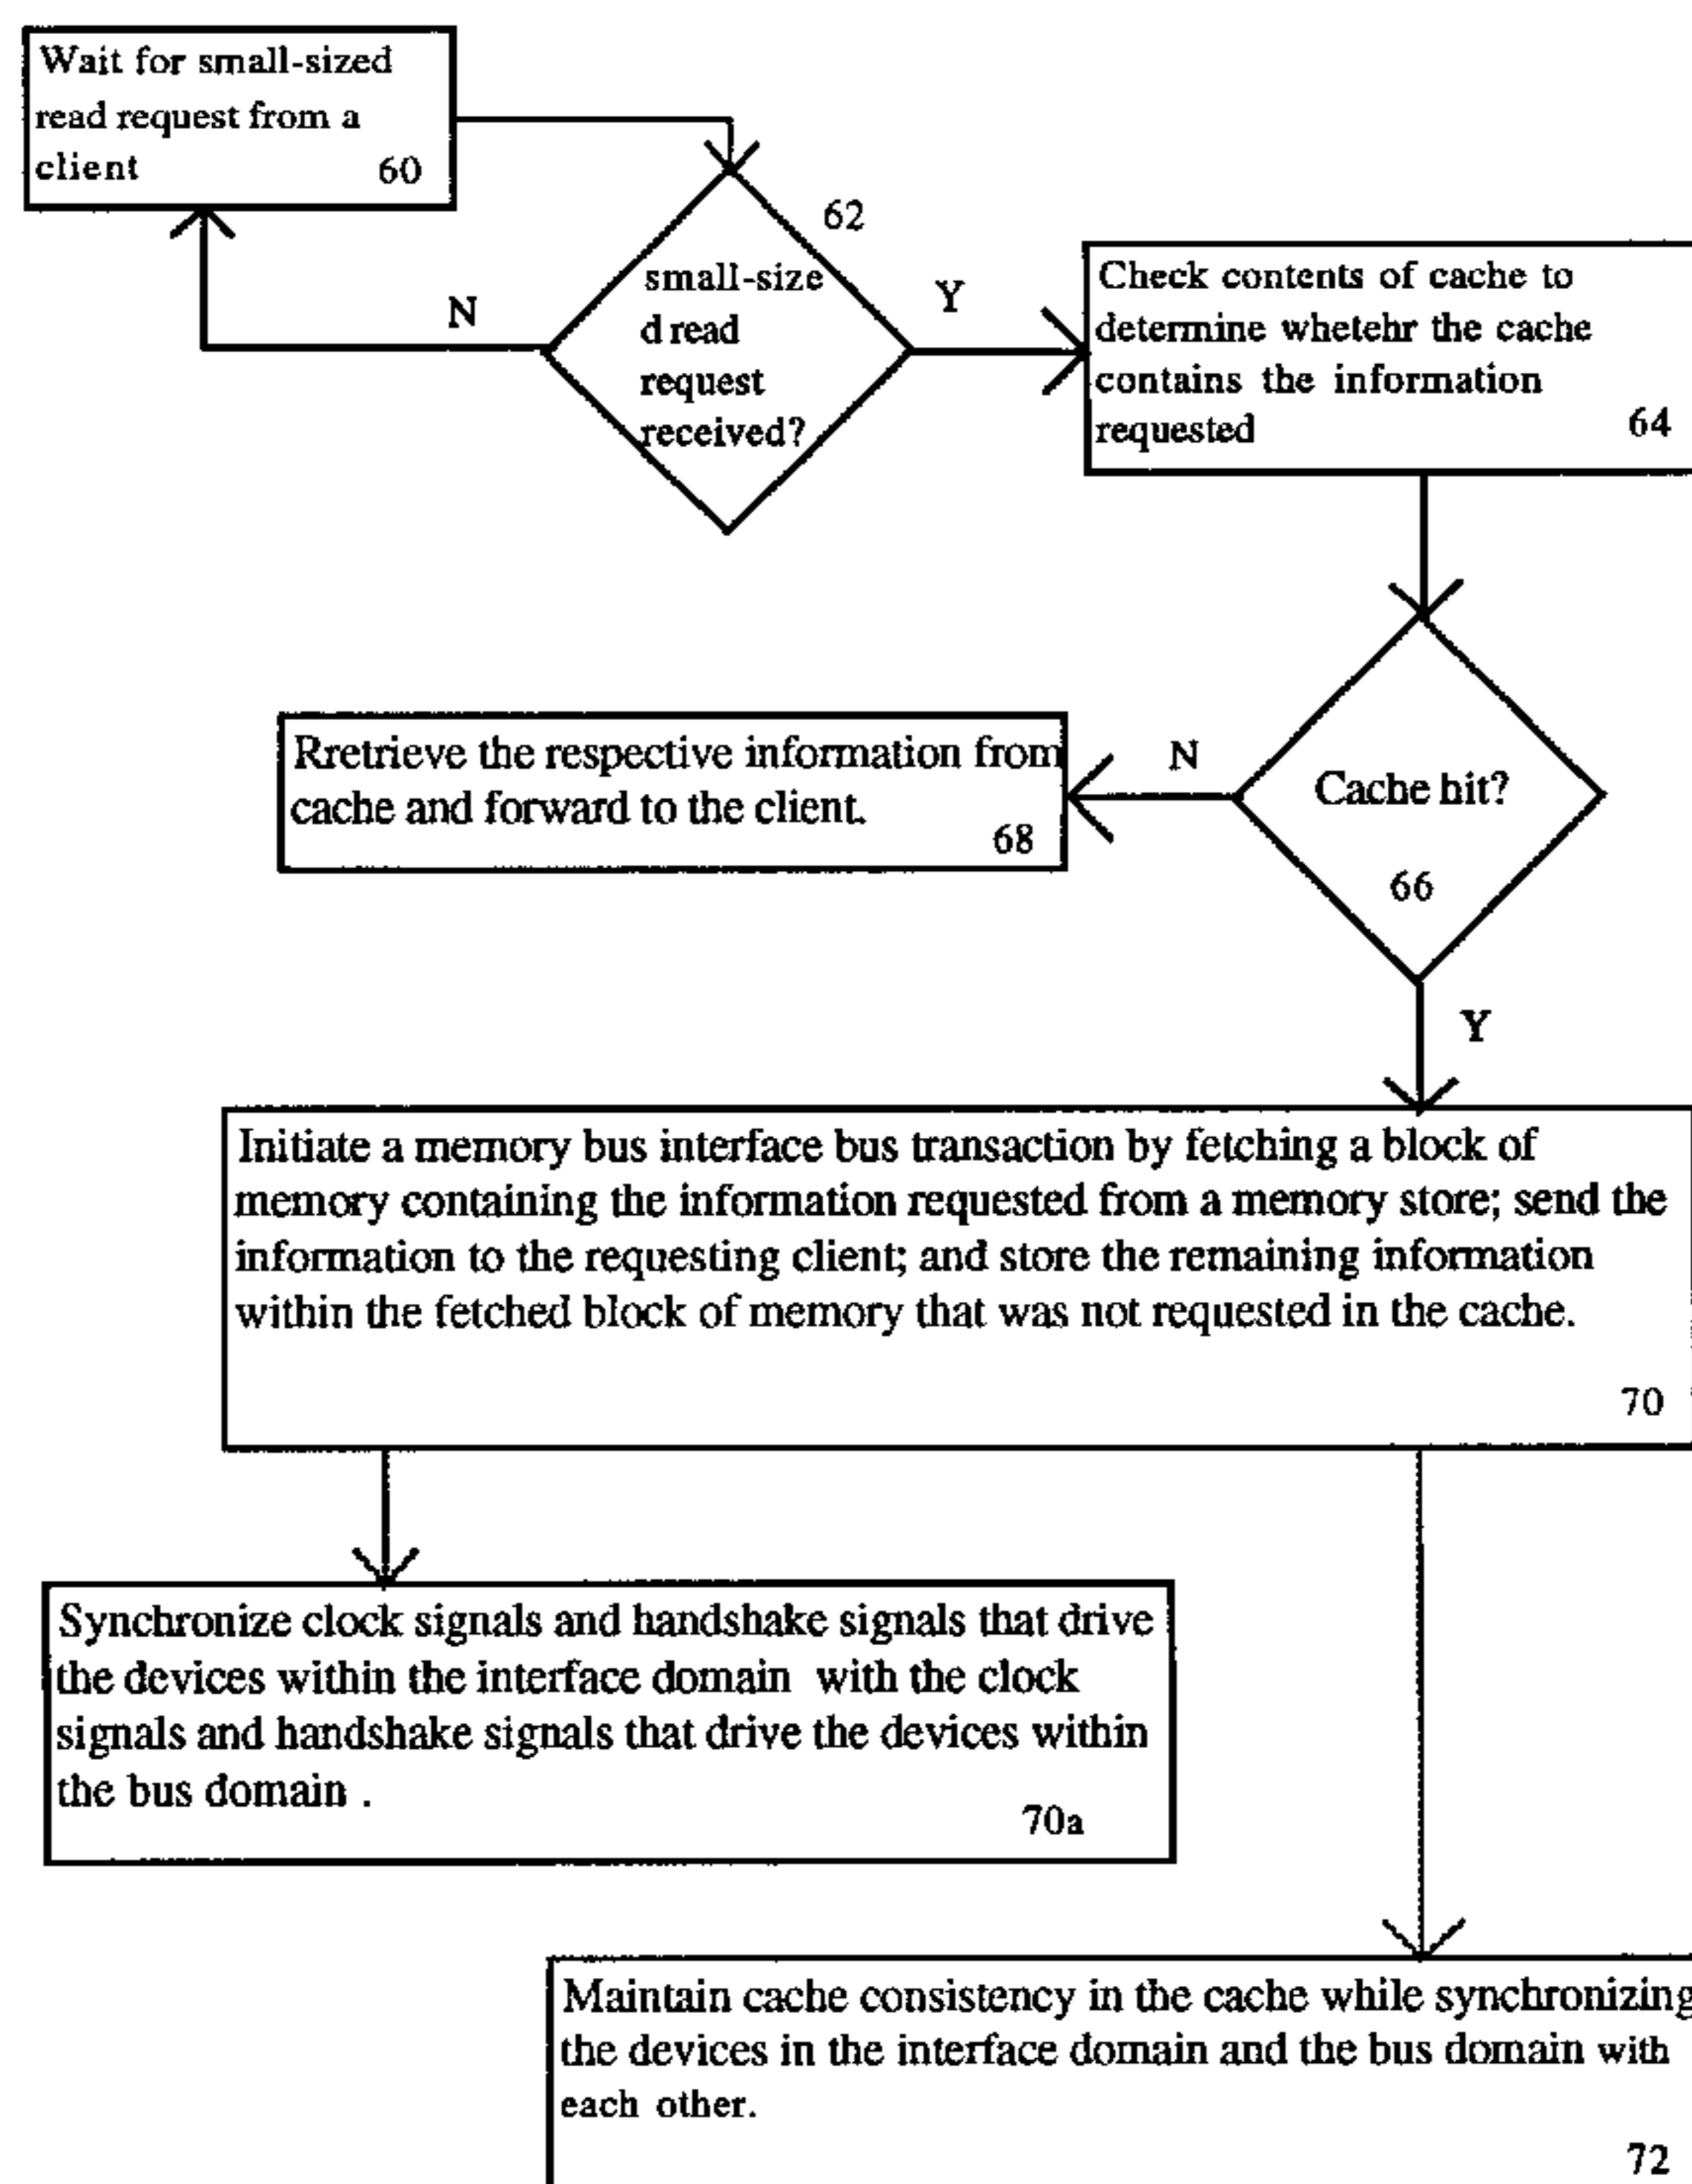 Wait for small-sized
read request from a
client 60
62
small-size
d read
request
received?
N
Y
Check contents of cache to
determine whetehr the cache
contains the information
requested 64
Rretrieve the respective information from
cache and forward to the client.
68
N
Cache hit?
66
Y
Initiate a memory bus interface bus transaction by fetching a block of
memory containing the information requested from a memory store; send the
information to the requesting client; and store the remaining information
within the fetched block of memory that was not requested in the cache.
70
Synchronize clock signals and handshake signals that drive
the devices within the interface domain with the clock
signals and handshake signals that drive the devices within
the bus domain .
70a
Maintain cache consistency in the cache while synchronizing
the devices in the interface domain and the bus domain with
each other.
72